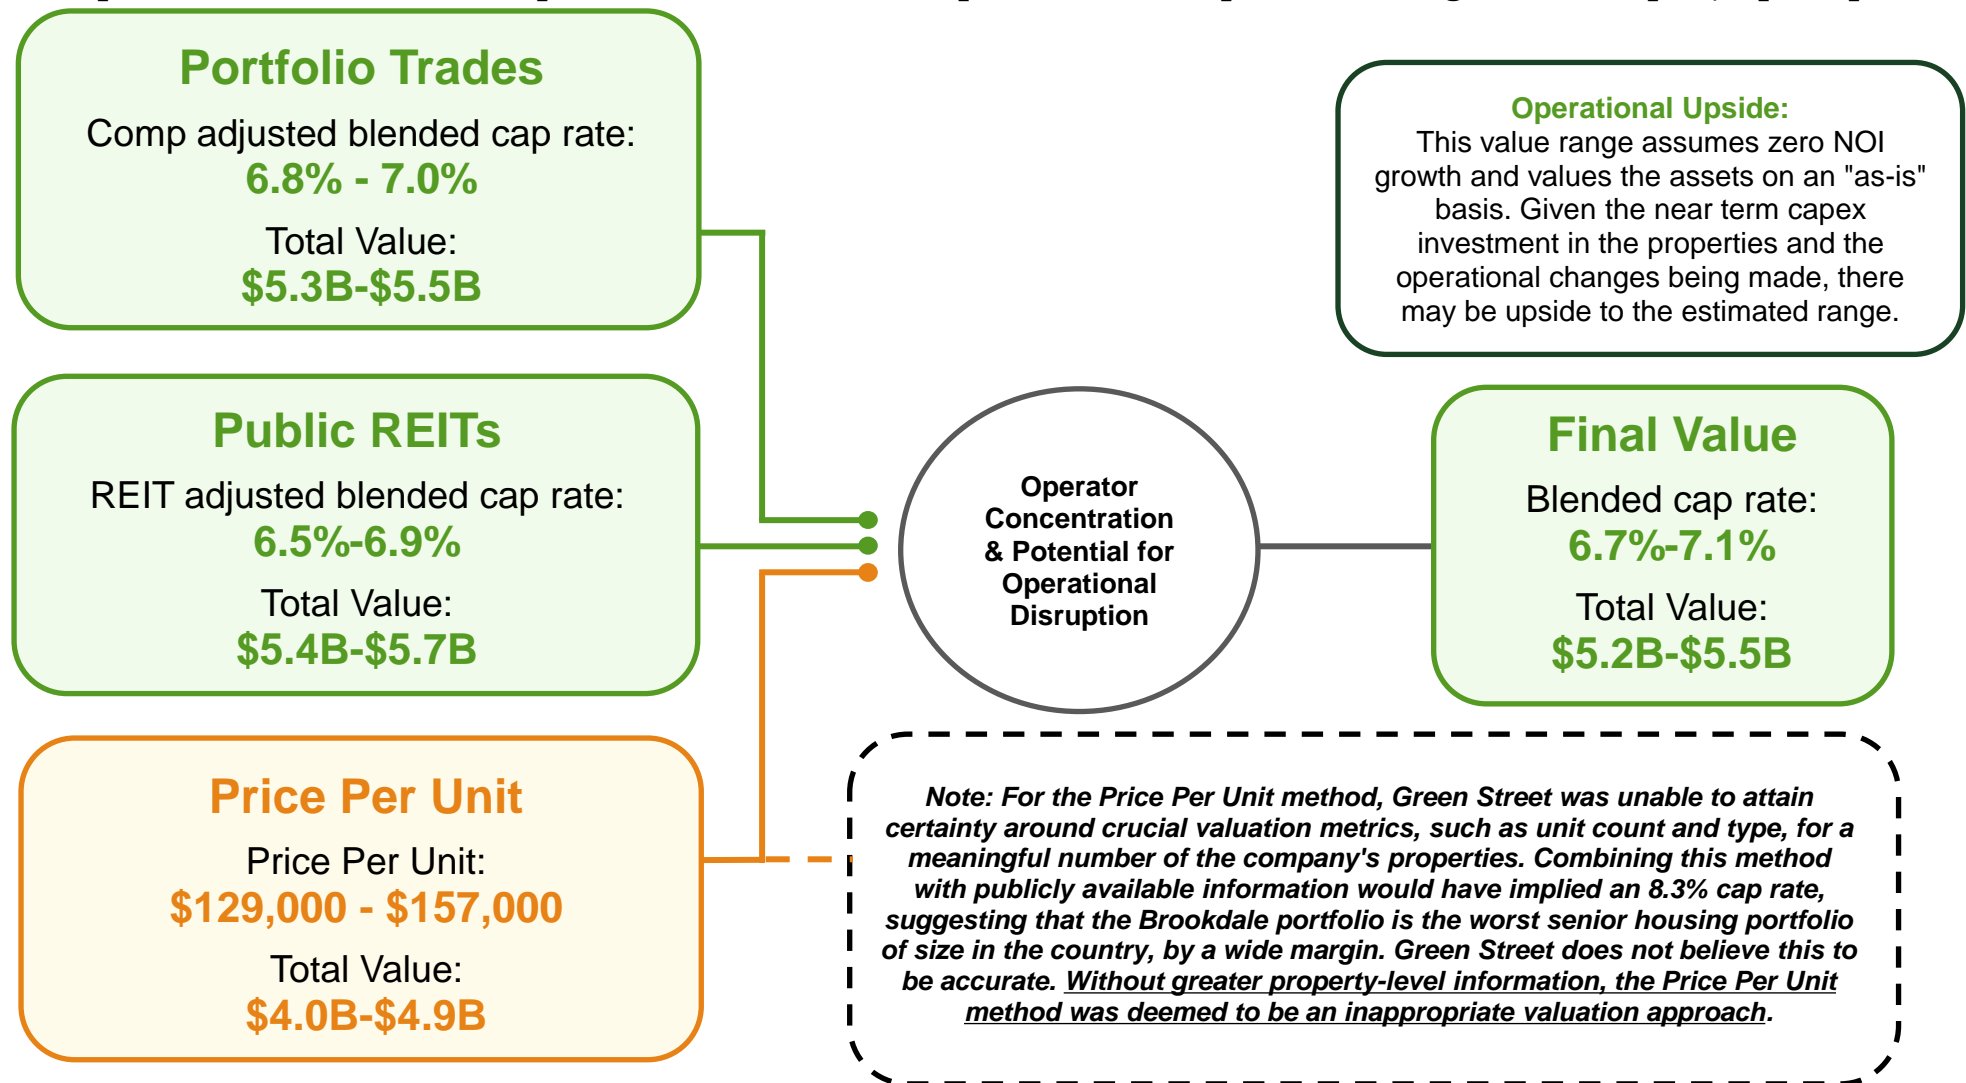 Portfolio Trades
Comp adjusted blended cap rate:
6.8% - 7.0%
Total Value:
$5.3B-$5.5B
Operational Upside:
This value range assumes zero NOI
growth and values the assets on an "as-is"
basis. Given the near term capex
investment in the properties and the
operational changes being made, there
may be upside to the estimated range.
Public REITs
REIT adjusted blended cap rate:
6.5%-6.9%
Total Value:
$5.4B-$5.7B
Operator
Concentration
& Potential for
Operational
Disruption
Final Value
Blended cap rate:
6.7%-7.1%
Total Value:
$5.2B-$5.5B
Price Per Unit
Price Per Unit:
$129,000 - $157,000
Total Value:
$4.0B-$4.9B
Note: For the Price Per Unit method, Green Street was unable to attain
certainty around crucial valuation metrics, such as unit count and type, for a
meaningful number of the company's properties. Combining this method
with publicly available information would have implied an 8.3% cap rate,
suggesting that the Brookdale portfolio is the worst senior housing portfolio
of size in the country, by a wide margin. Green Street does not believe this to
be accurate. Without greater property-level information, the Price Per Unit
method was deemed to be an inappropriate valuation approach.